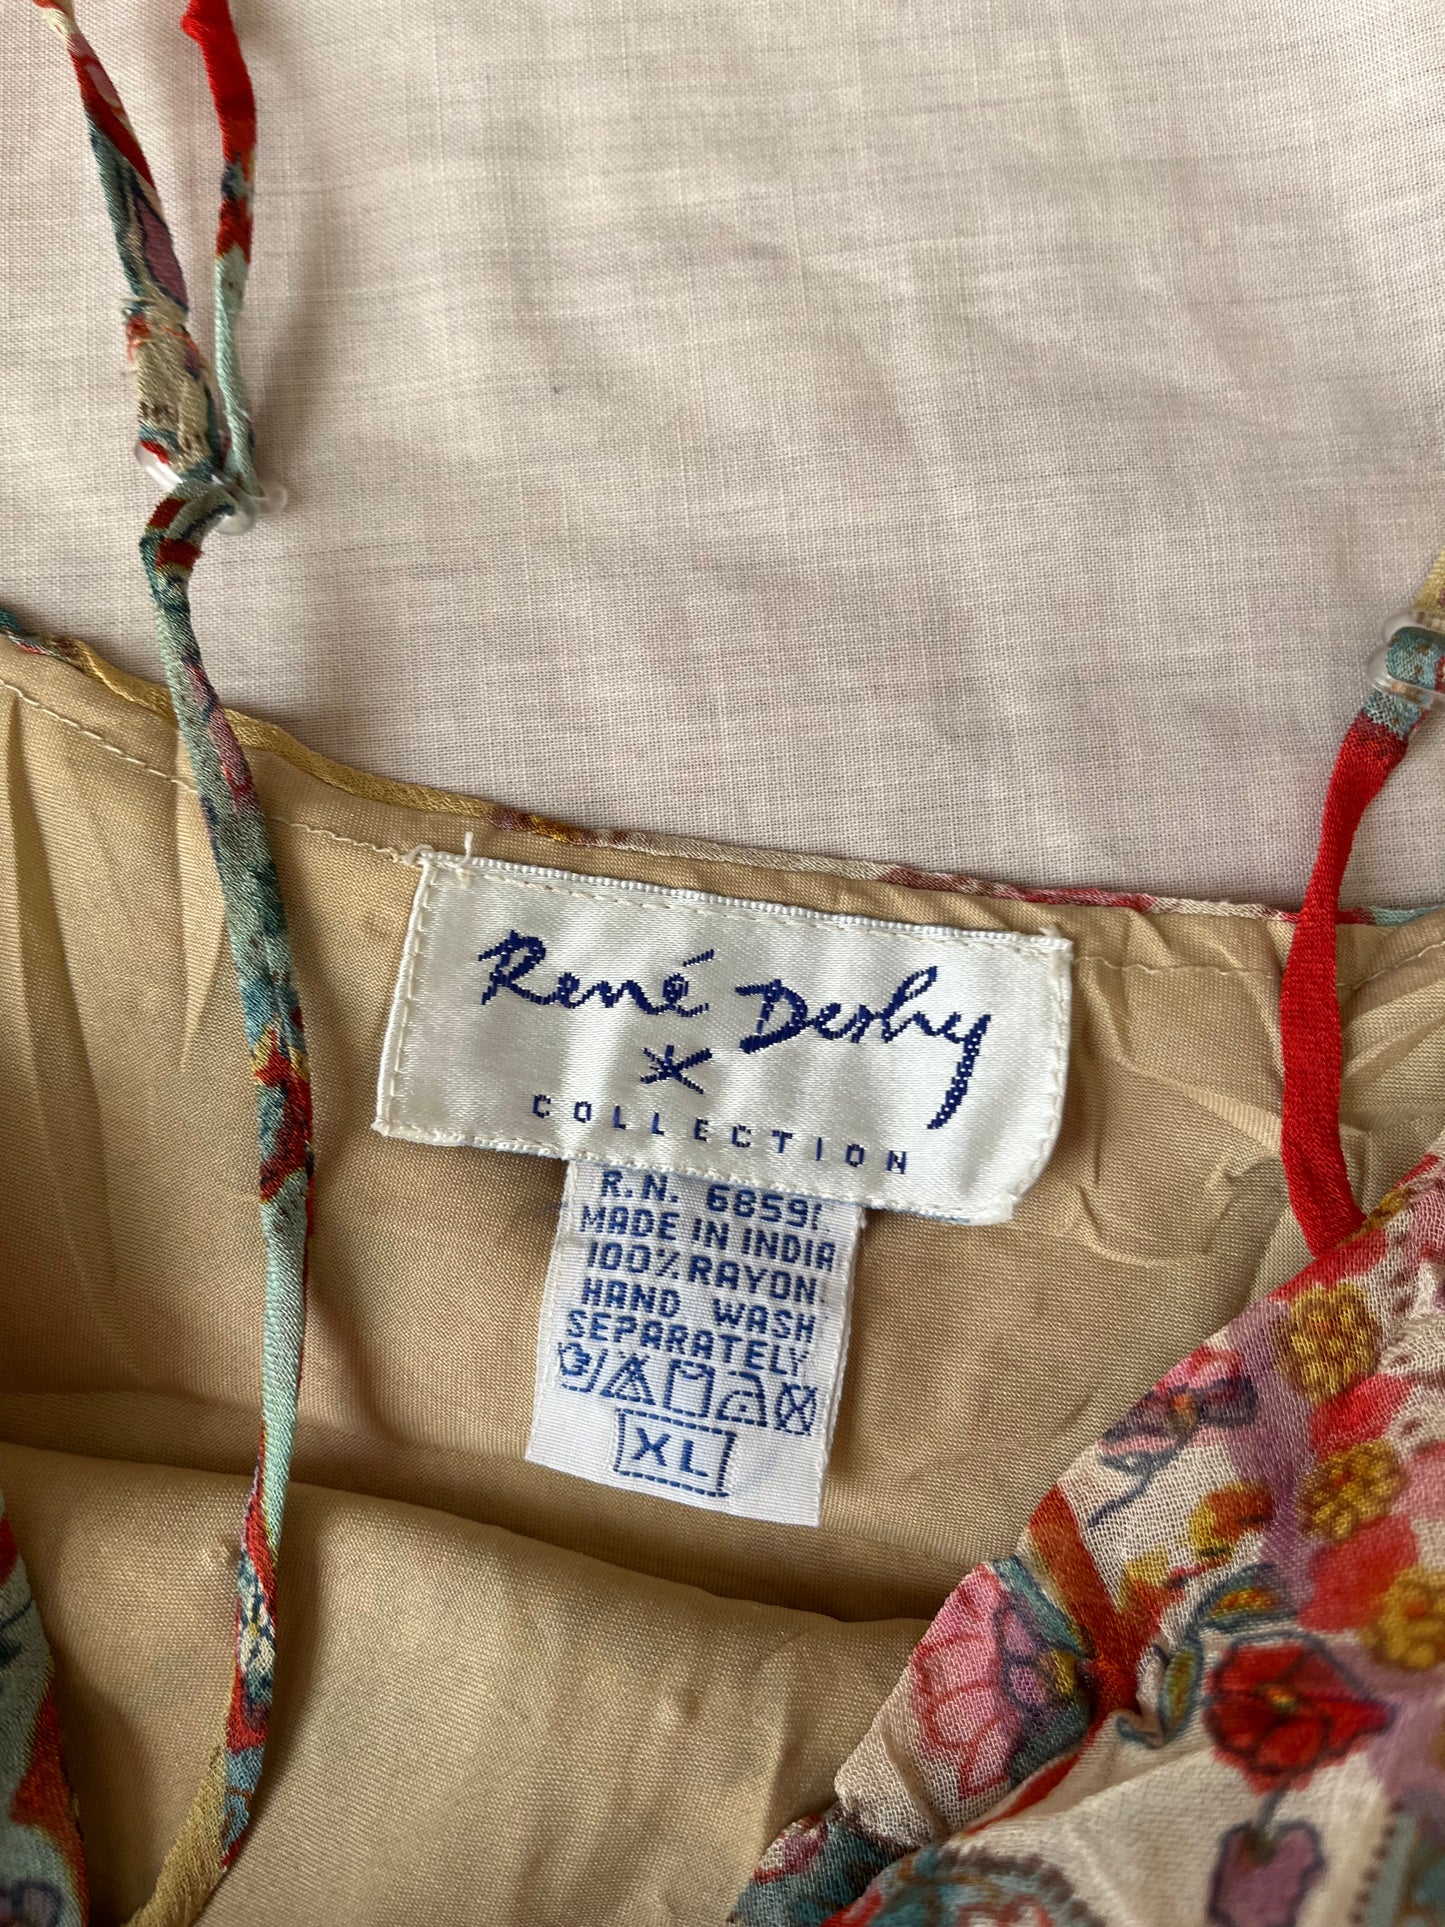 René Derhy
COLLECTION
R.N. 68591
MADE IN INDIA
100% RAYON.
HAND WASH
SEPARATELY
XL